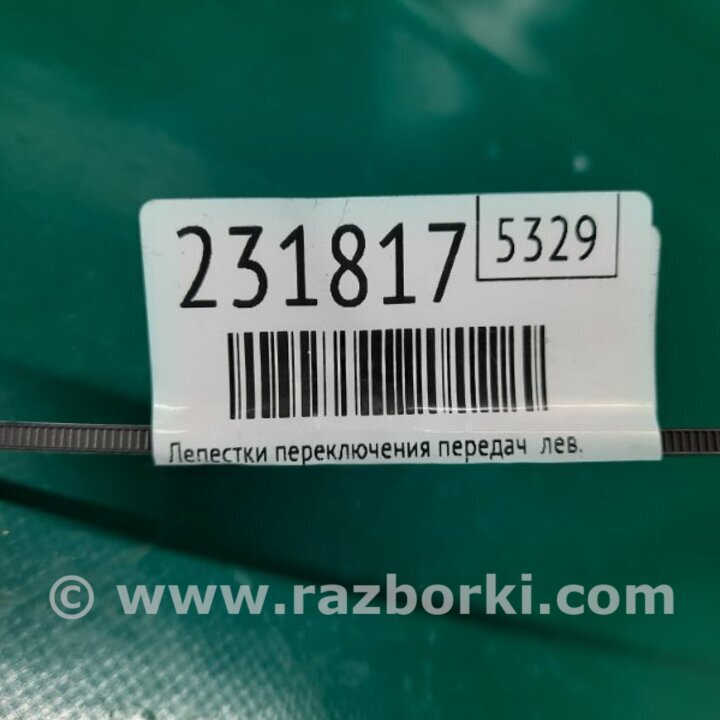 231817 5329
Лепестки переключения передач лев.
© www.razborki.com